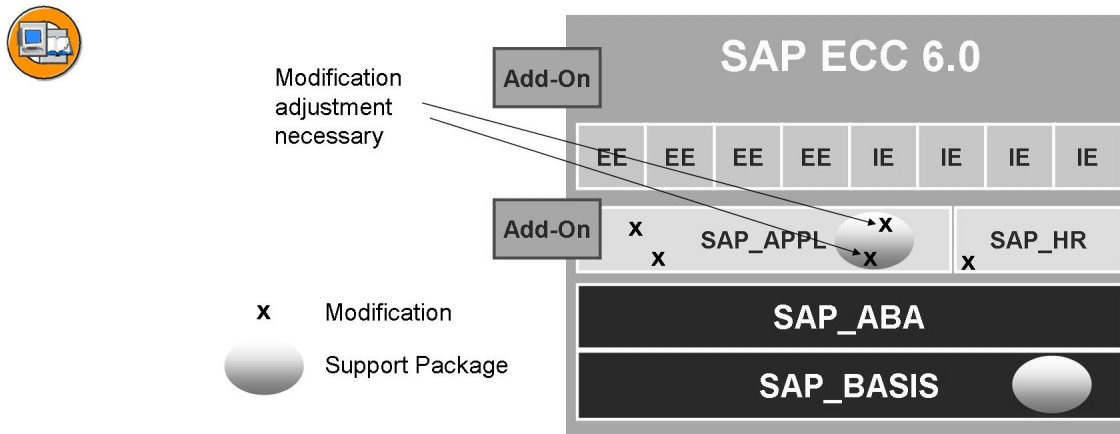 SAP ECC 6.0
Add-On
Modification
adjustment
necessary
EE EE EE EE IE IE IE IE
Add-On
x
x
SAP_APPL
x
x
SAP_HR
x
SAP_ABA
x Modification
Support Package
SAP_BASIS